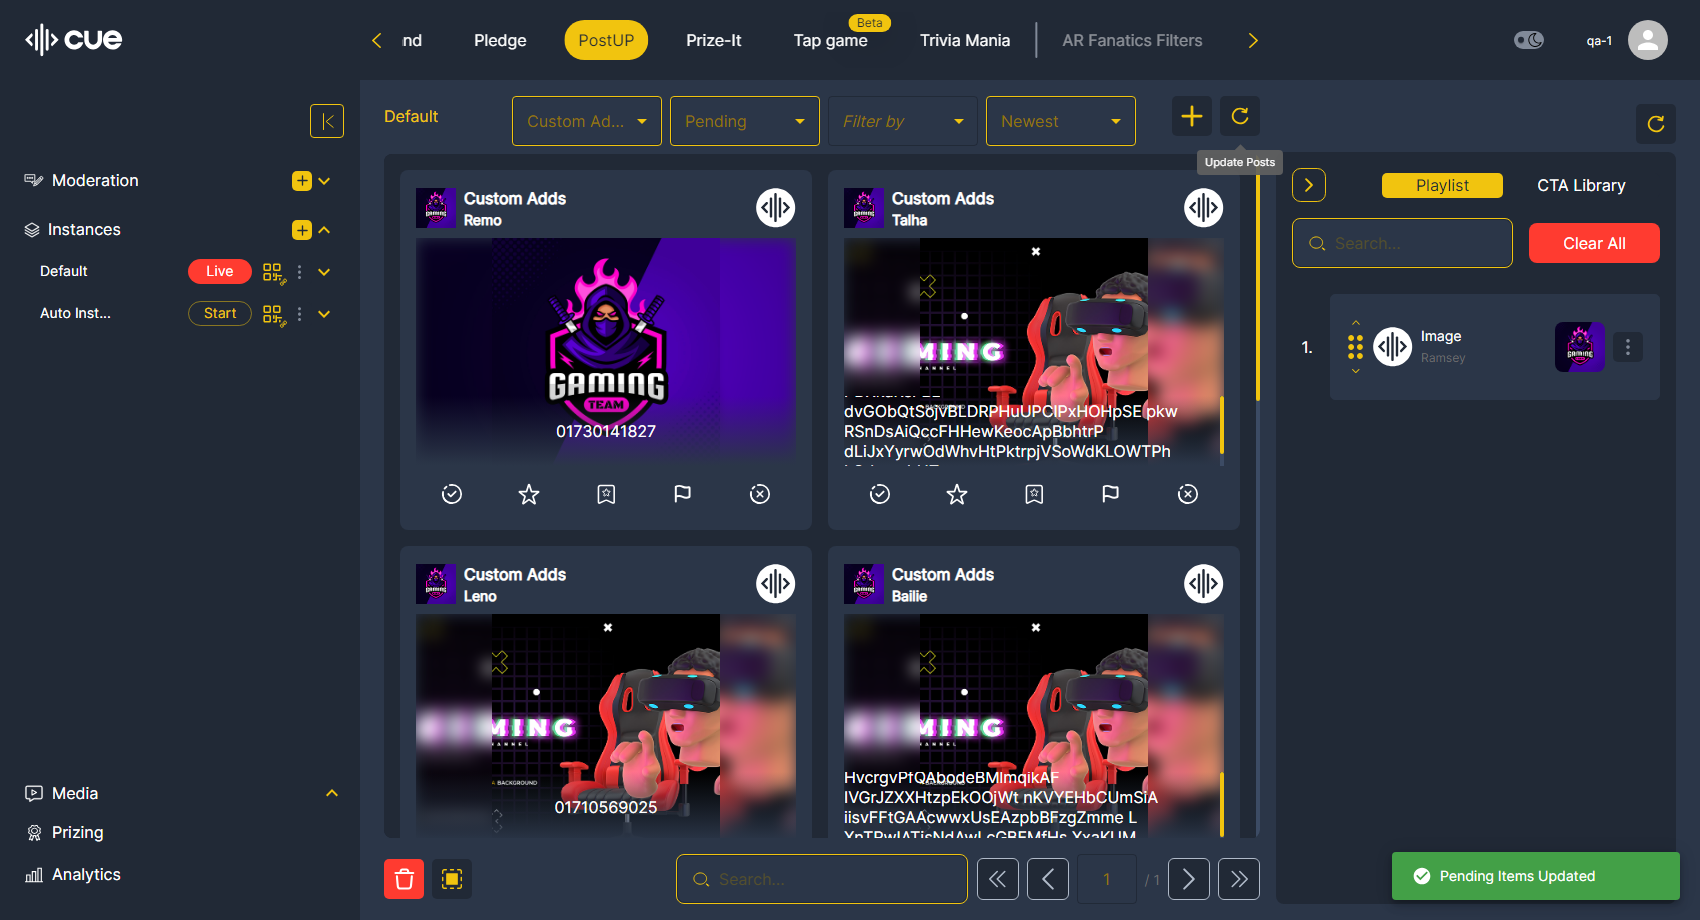 cue
nd
Pledge
PostUP
Prize-It
Beta
Tap game
Trivia Mania
AR Fanatics Filters
qa-1
Moderation
Instances
Default
Live
Auto Inst...
Start
Media
Prizing
Analytics
Default
Custom Ad...
Pending
Filter by
Newest
Update Posts
Custom Adds
Remo
GAMING
TEAM
01730141827
Custom Adds
Talha
MING
dvGObQtSojvBLDRPHuUPClPxHOHpSE pkw
RSnDsAiQccFHHewKeocApBbhtrP
dLiJxYyrwOdWhvHtPktrpjVSoWdKLOWTPh
Custom Adds
Leno
MING
BACKGROUND
01710569025
Custom Adds
Bailie
MING
HvcrgvPfQAbodeBMlmqikAF
IVGrJZXXHtzpEkOOjWt nKVYEHbCUmSiA
iisvFFtGAAcwwxUsEAzpbBFzgZmme L
Search...
1
/ 1
Playlist
CTA Library
Search...
Clear All
1.
Image
Ramsey
Pending Items Updated